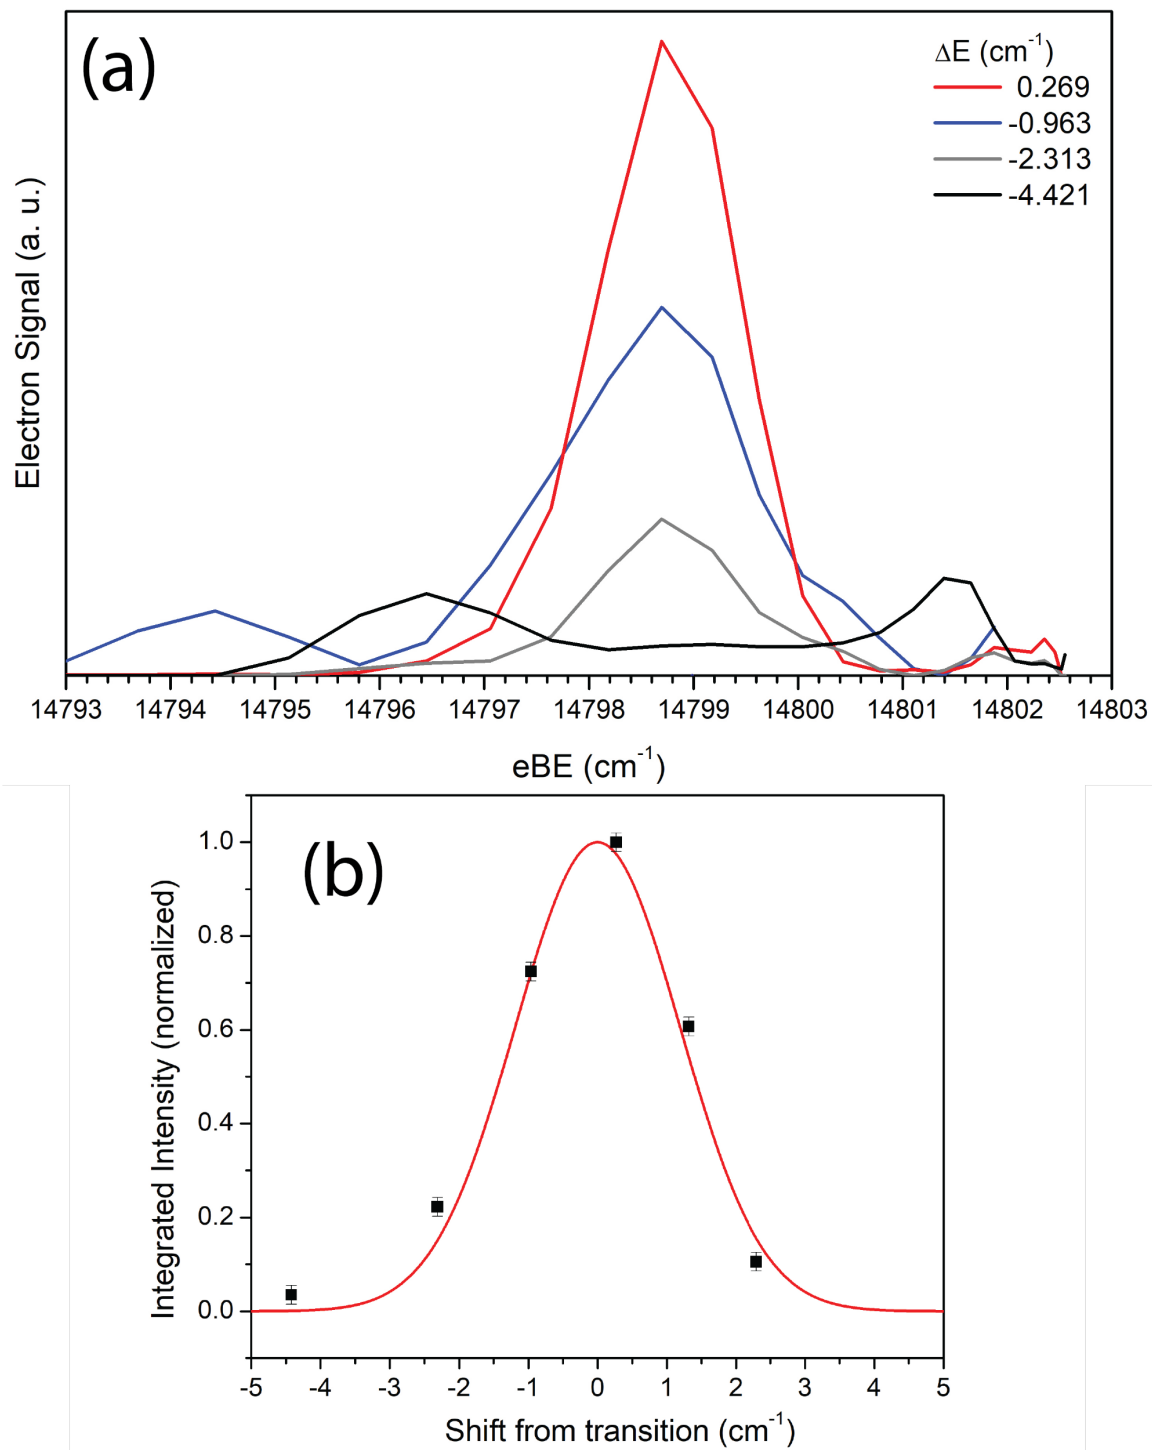 (a)
ΔE (cm⁻¹)
0.269
-0.963
-2.313
-4.421
Electron Signal (a. u.)
14793 14794 14795 14796 14797 14798 14799 14800 14801 14802 14803
eBE (cm⁻¹)
(b)
Integrated Intensity (normalized)
1.0
0.8
0.6
0.4
0.2
0.0
-5 -4 -3 -2 -1 0 1 2 3 4 5
Shift from transition (cm⁻¹)